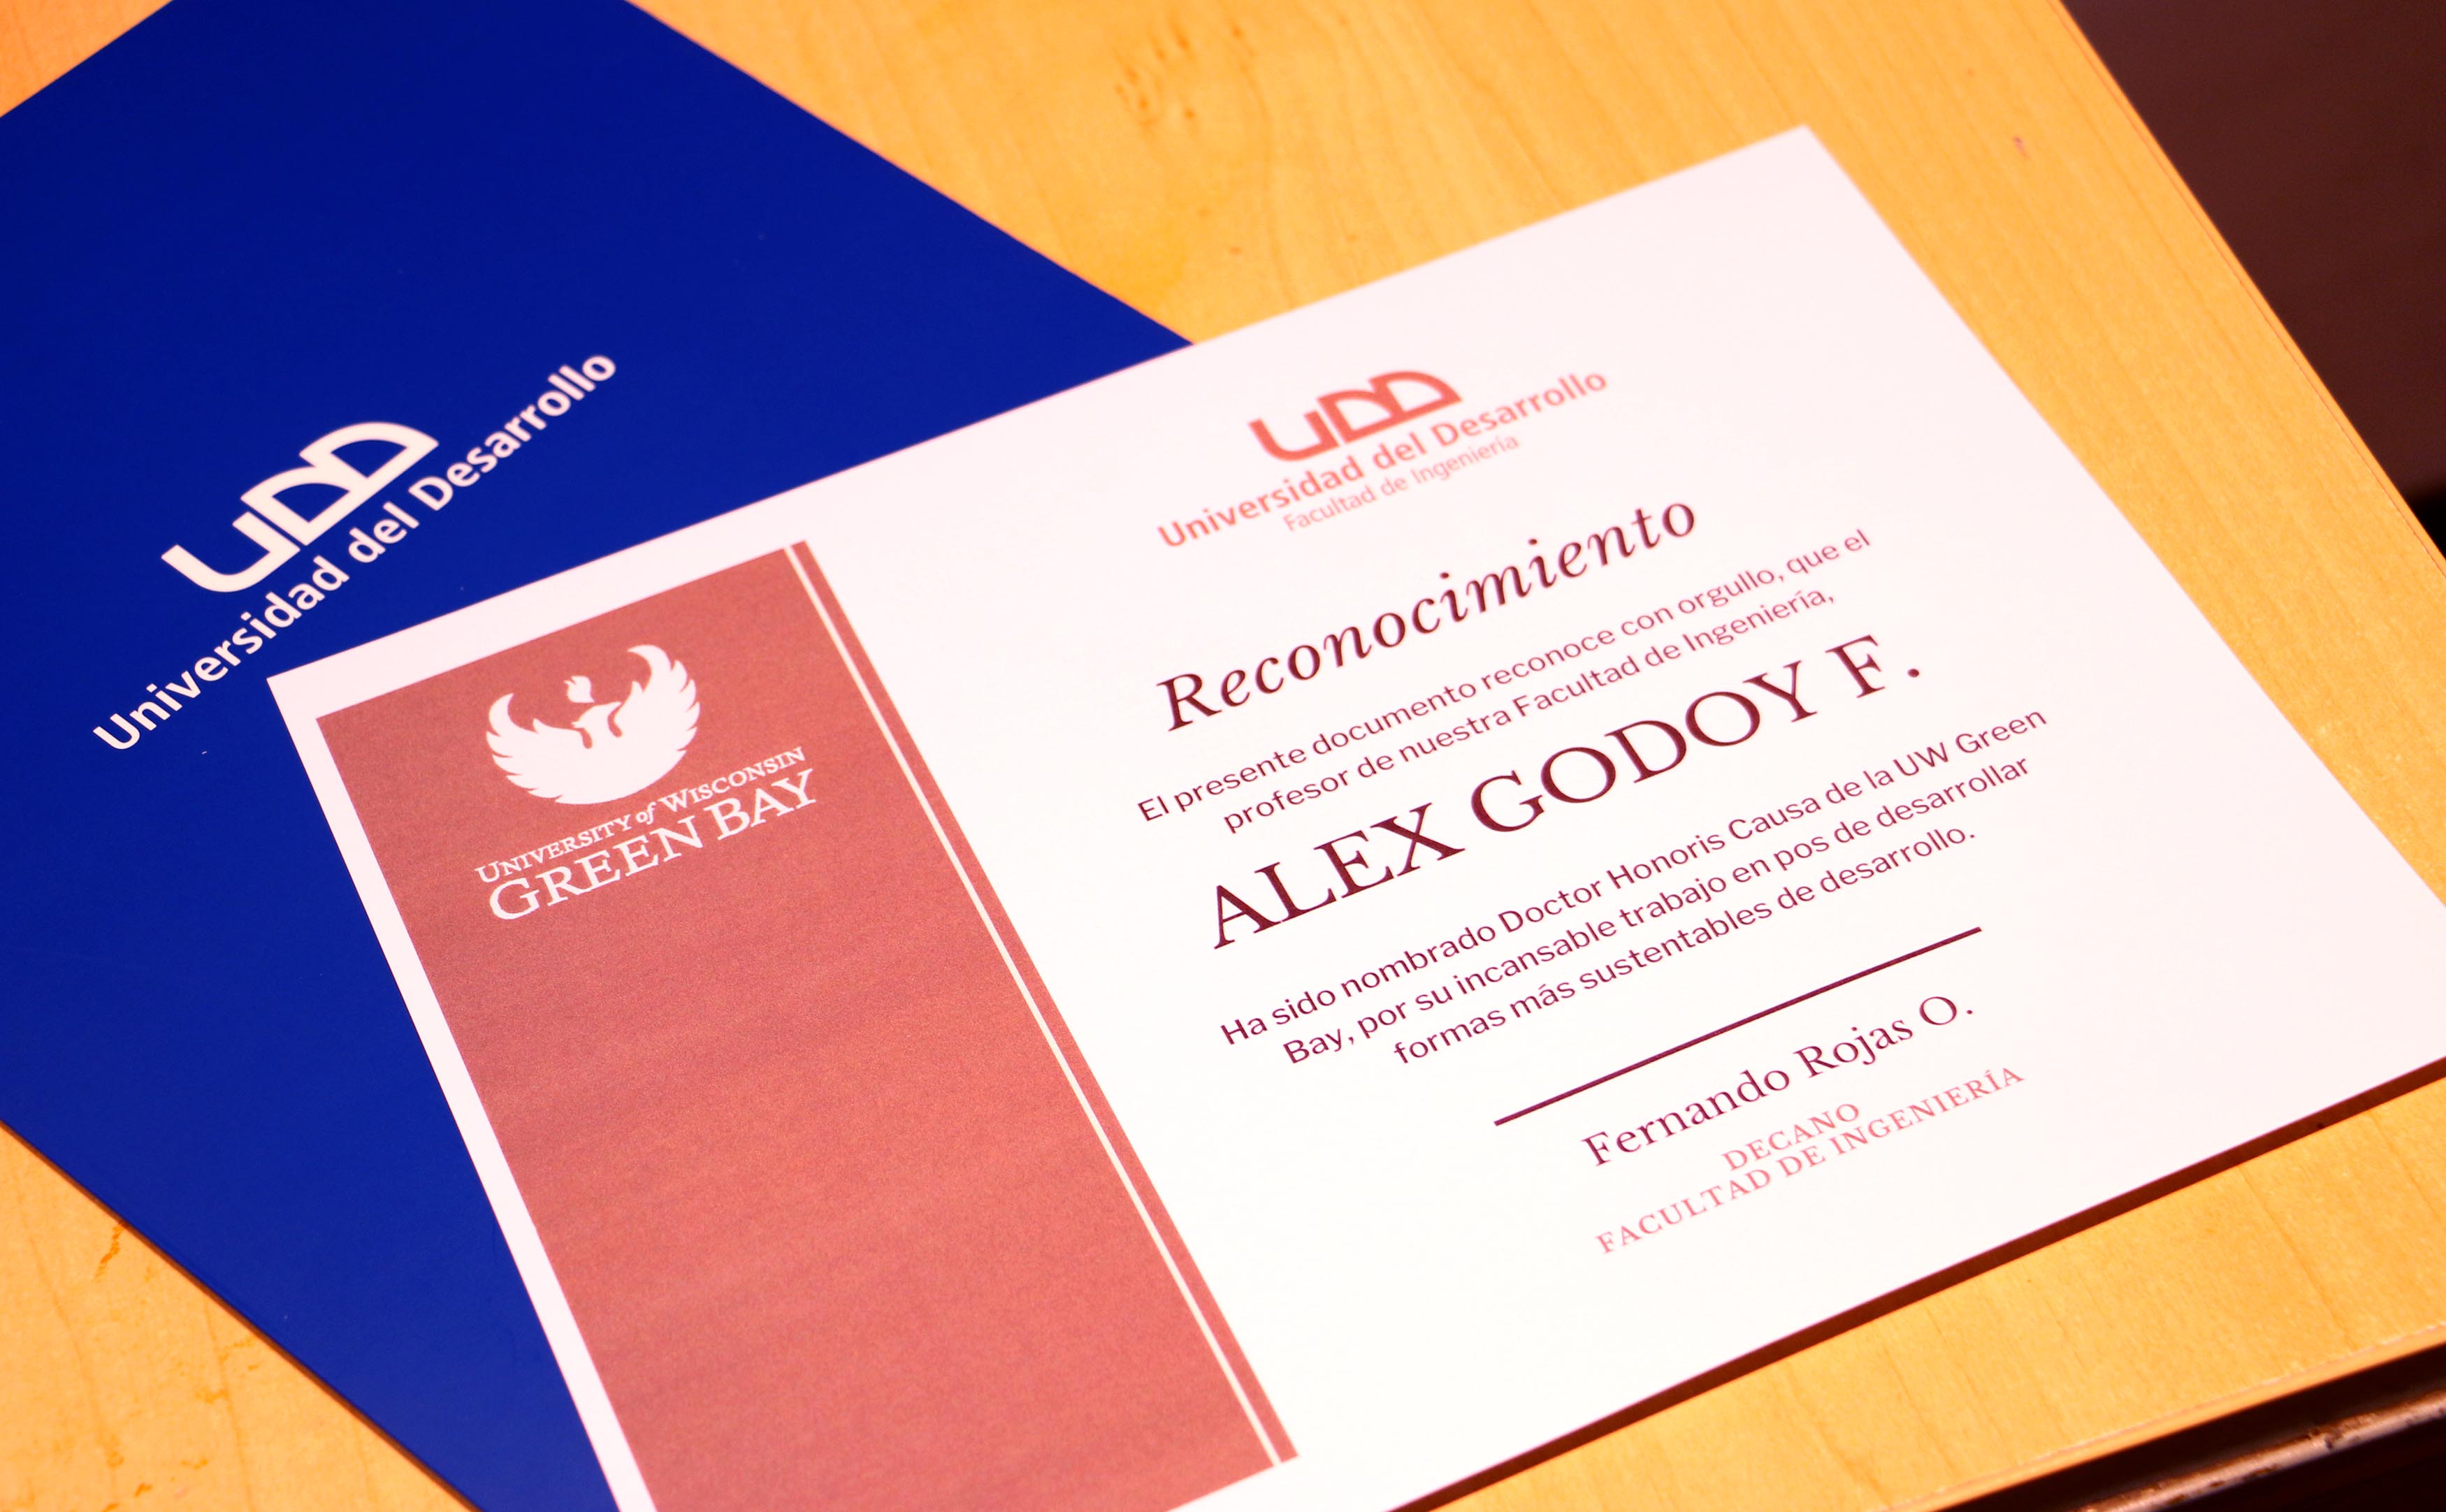 UDD
Universidad del Desarrollo
UNIVERSITY of WISCONSIN
GREEN BAY
UDD
Universidad del Desarrollo
Facultad de Ingeniería
Reconocimiento
El presente documento reconoce con orgullo, que el
profesor de nuestra Facultad de Ingeniería,
ALEX GODOY F.
Ha sido nombrado Doctor Honoris Causa de la UW Green
Bay, por su incansable trabajo en pos de desarrollar
formas más sustentables de desarrollo.
Fernando Rojas O.
DECANO
FACULTAD DE INGENIERÍA